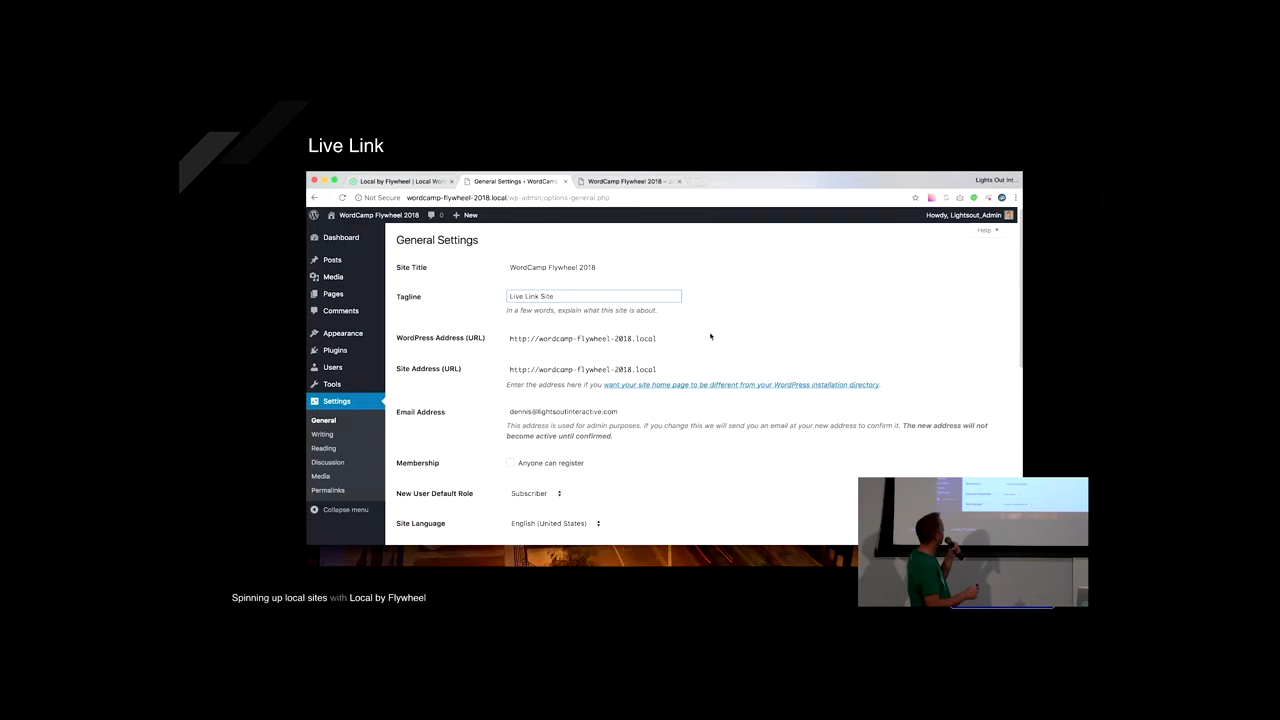 Live Link
Local by Flywheel | Local Wor
General Settings ‹ WordCam
WordCamp Flywheel 2018 –
Lights Out Int...
Not Secure wordcamp-flywheel-2018.local/wp-admin/options-general.php
WordCamp Flywheel 2018 0 + New
Howdy, Lightsout_Admin
Help
Dashboard
Posts
Media
Pages
Comments
Appearance
Plugins
Users
Tools
Settings
General
Writing
Reading
Discussion
Media
Permalinks
Collapse menu
General Settings
Site Title WordCamp Flywheel 2018
Tagline Live Link Site
In a few words, explain what this site is about.
WordPress Address (URL) http://wordcamp-flywheel-2018.local
Site Address (URL) http://wordcamp-flywheel-2018.local
Enter the address here if you want your site home page to be different from your WordPress installation directory.
Email Address dennis@lightsoutinteractive.com
This address is used for admin purposes. If you change this we will send you an email at your new address to confirm it. The new address will not
become active until confirmed.
Membership Anyone can register
New User Default Role Subscriber
Site Language English (United States)
Spinning up local sites with Local by Flywheel